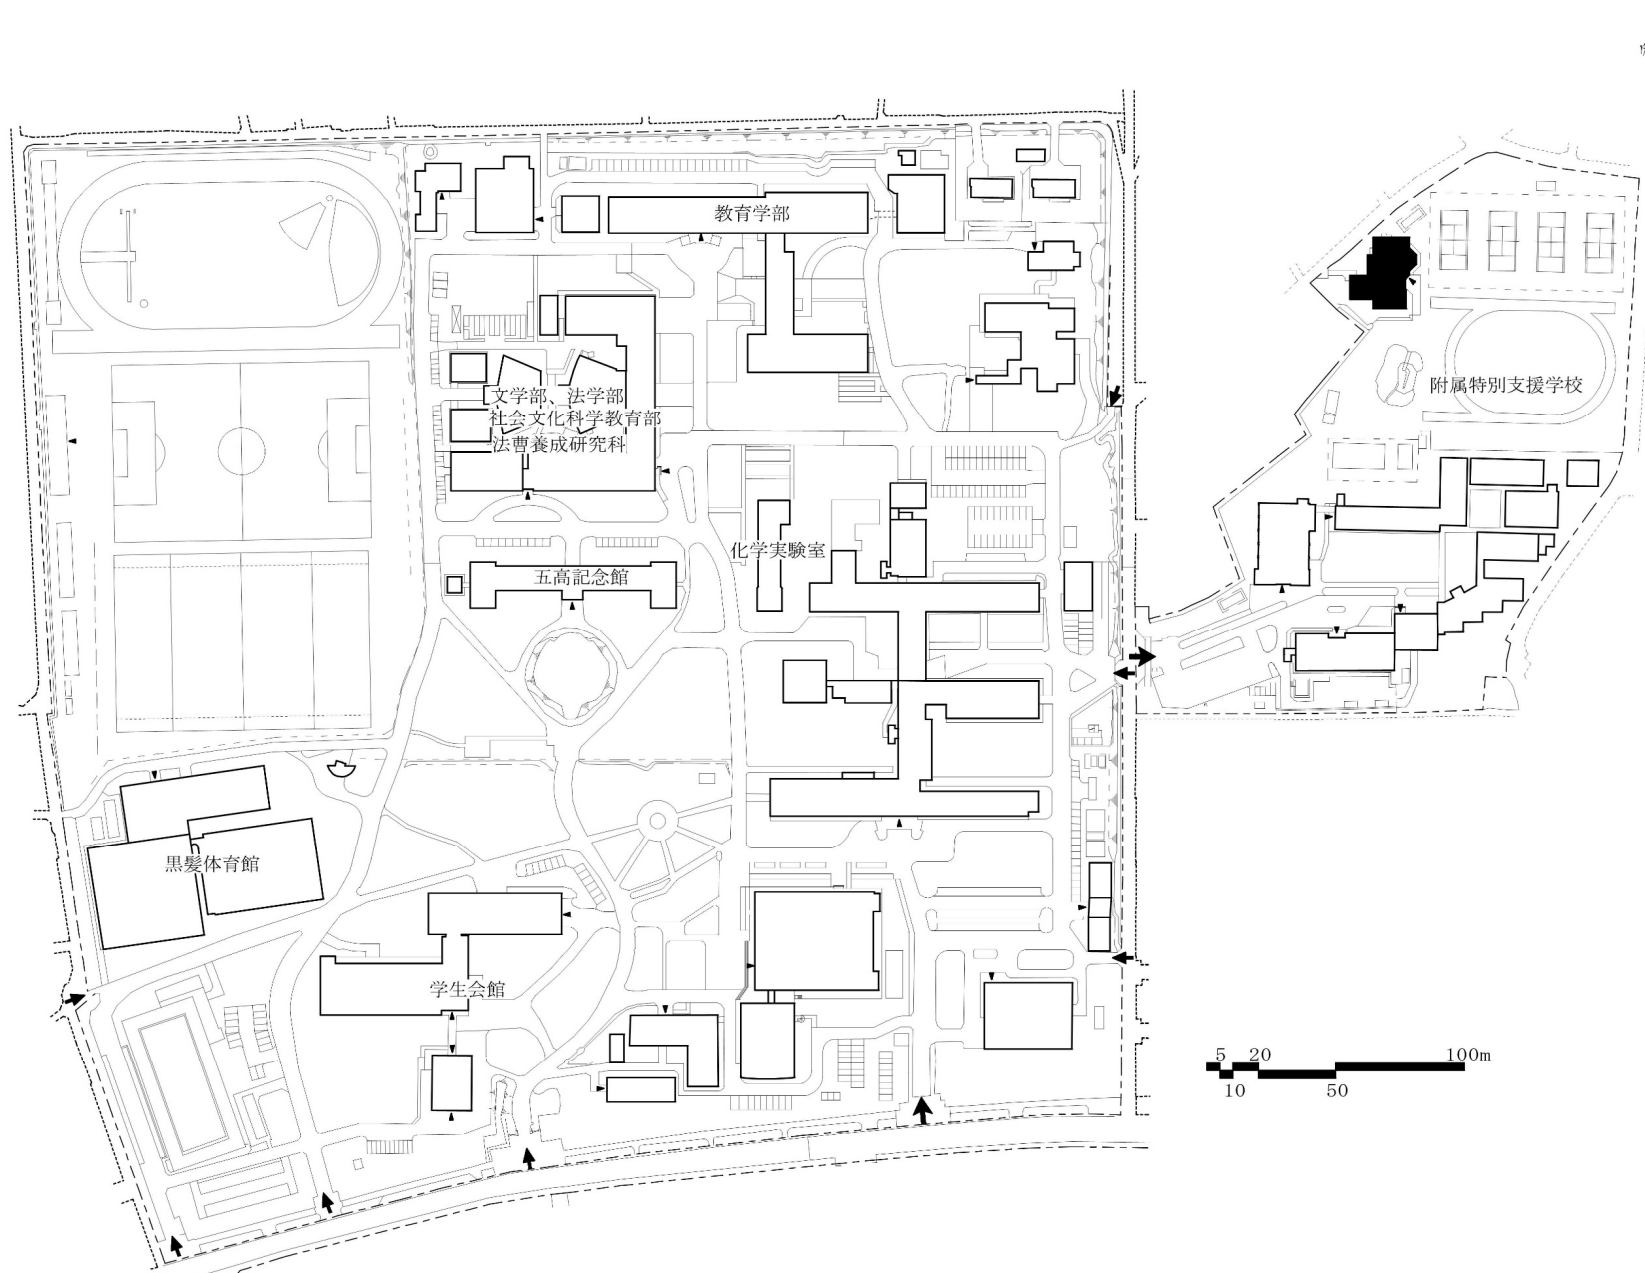 教育学部
附属特別支援学校
文学部、法学部
社会文化科学教育部
法曹養成研究科
化学実験室
五高記念館
黒髪体育館
学生会館
5 20 100m
10 50